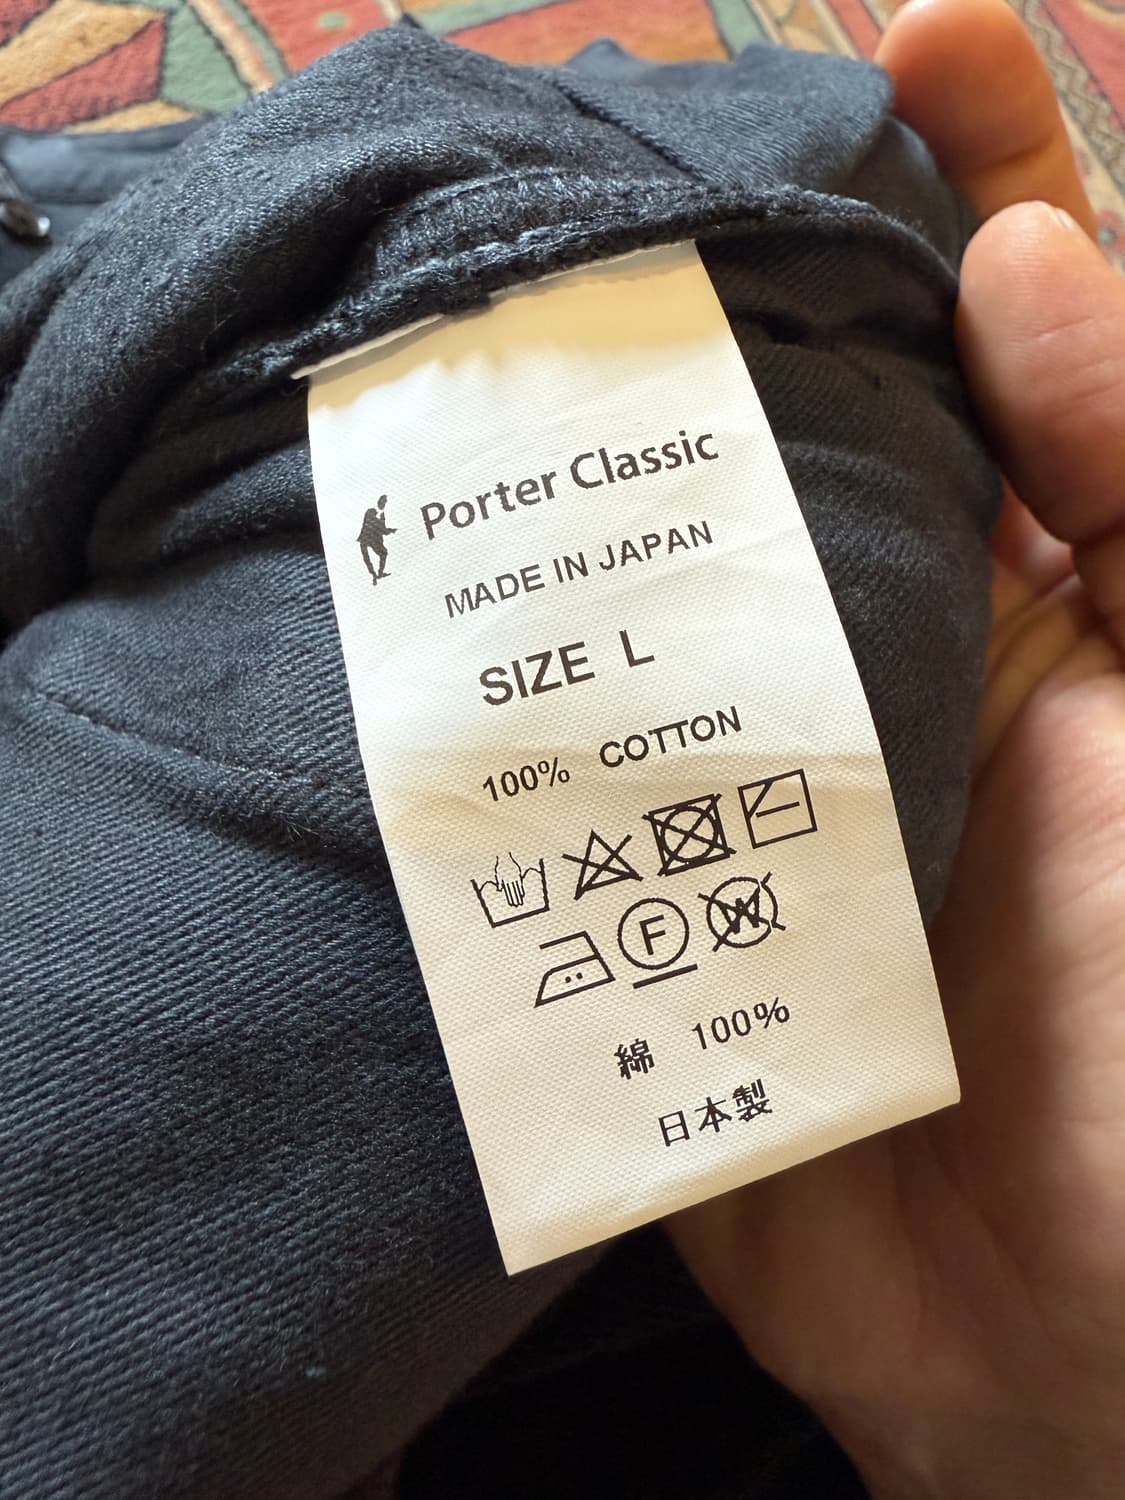 Porter Classic
MADE IN JAPAN
SIZE L
100% COTTON
F W
綿 100%
日本製